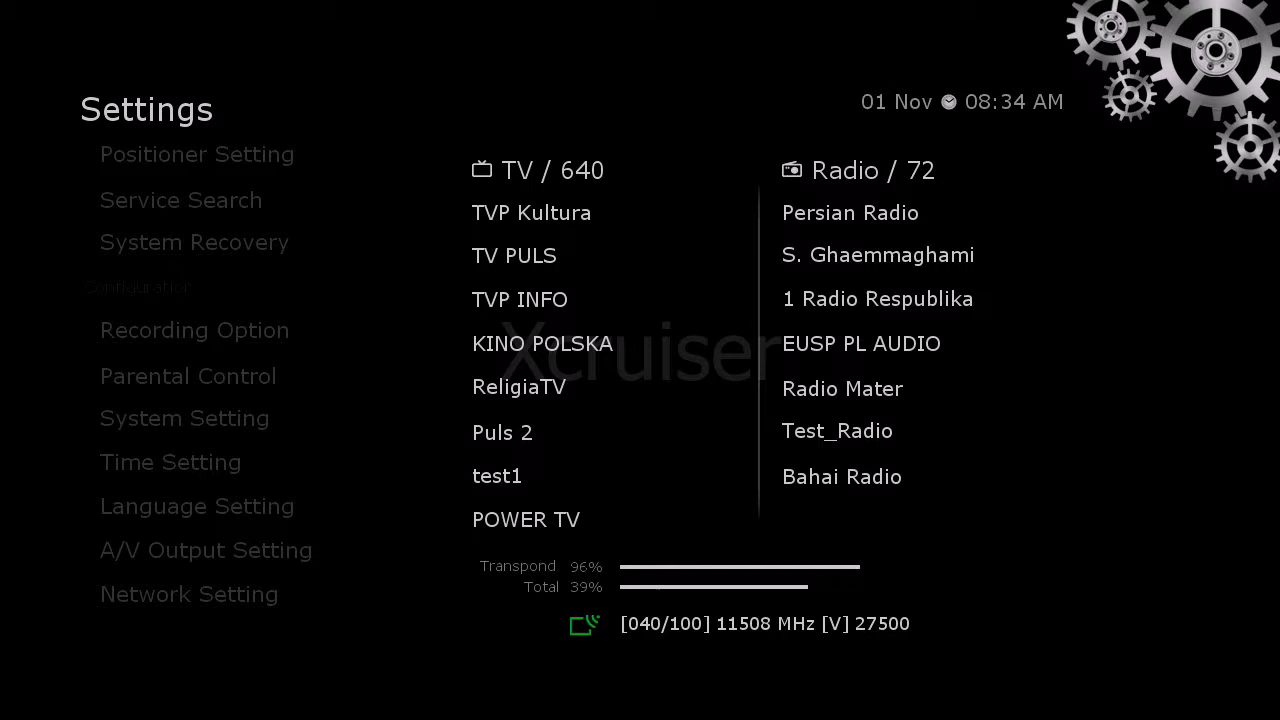 Settings
01 Nov 08:34 AM
Positioner Setting
Service Search
System Recovery
Configuration
Recording Option
Parental Control
System Setting
Time Setting
Language Setting
A/V Output Setting
Network Setting
TV / 640
TVP Kultura
TV PULS
TVP INFO
KINO POLSKA
ReligiaTV
Puls 2
test1
POWER TV
Radio / 72
Persian Radio
S. Ghaemmaghami
1 Radio Respublika
EUSP PL AUDIO
Radio Mater
Test_Radio
Bahai Radio
Xcruiser
Transpond 96%
Total 39%
[040/100] 11508 MHz [V] 27500